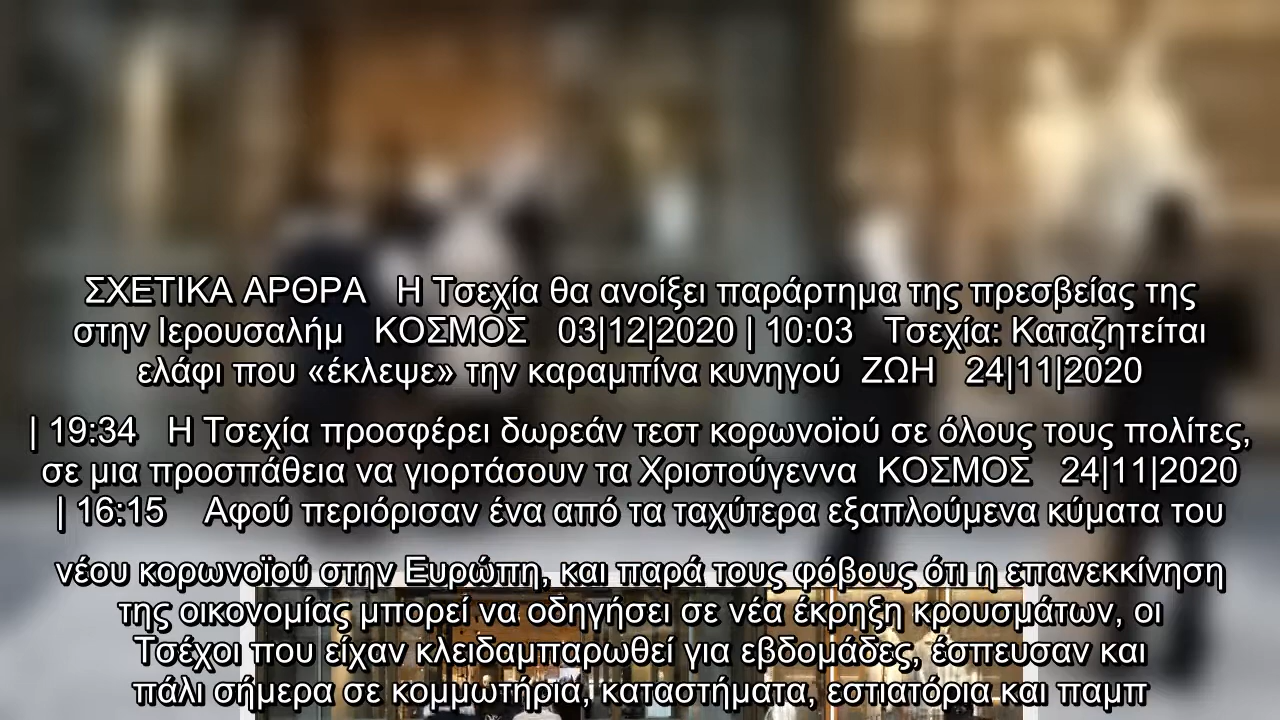 ΣΧΕΤΙΚΑ ΑΡΘΡΑ Η Τσεχία θα ανοίξει παράρτημα της πρεσβείας της
στην Ιερουσαλήμ ΚΟΣΜΟΣ 03|12|2020 | 10:03 Τσεχία: Καταζητείται
ελάφι που «έκλεψε» την καραμπίνα κυνηγού ΖΩΗ 24|11|2020
| 19:34 Η Τσεχία προσφέρει δωρεάν τεστ κορωνοϊού σε όλους τους πολίτες,
σε μια προσπάθεια να γιορτάσουν τα Χριστούγεννα ΚΟΣΜΟΣ 24|11|2020
| 16:15 Αφού περιόρισαν ένα από τα ταχύτερα εξαπλούμενα κύματα του
νέου κορωνοϊού στην Ευρώπη, και παρά τους φόβους ότι η επανεκκίνηση
της οικονομίας μπορεί να οδηγήσει σε νέα έκρηξη κρουσμάτων, οι
Τσέχοι που είχαν κλειδαμπαρωθεί για εβδομάδες, έσπευσαν και
πάλι σήμερα σε κομμωτήρια, καταστήματα, εστιατόρια και παμπ